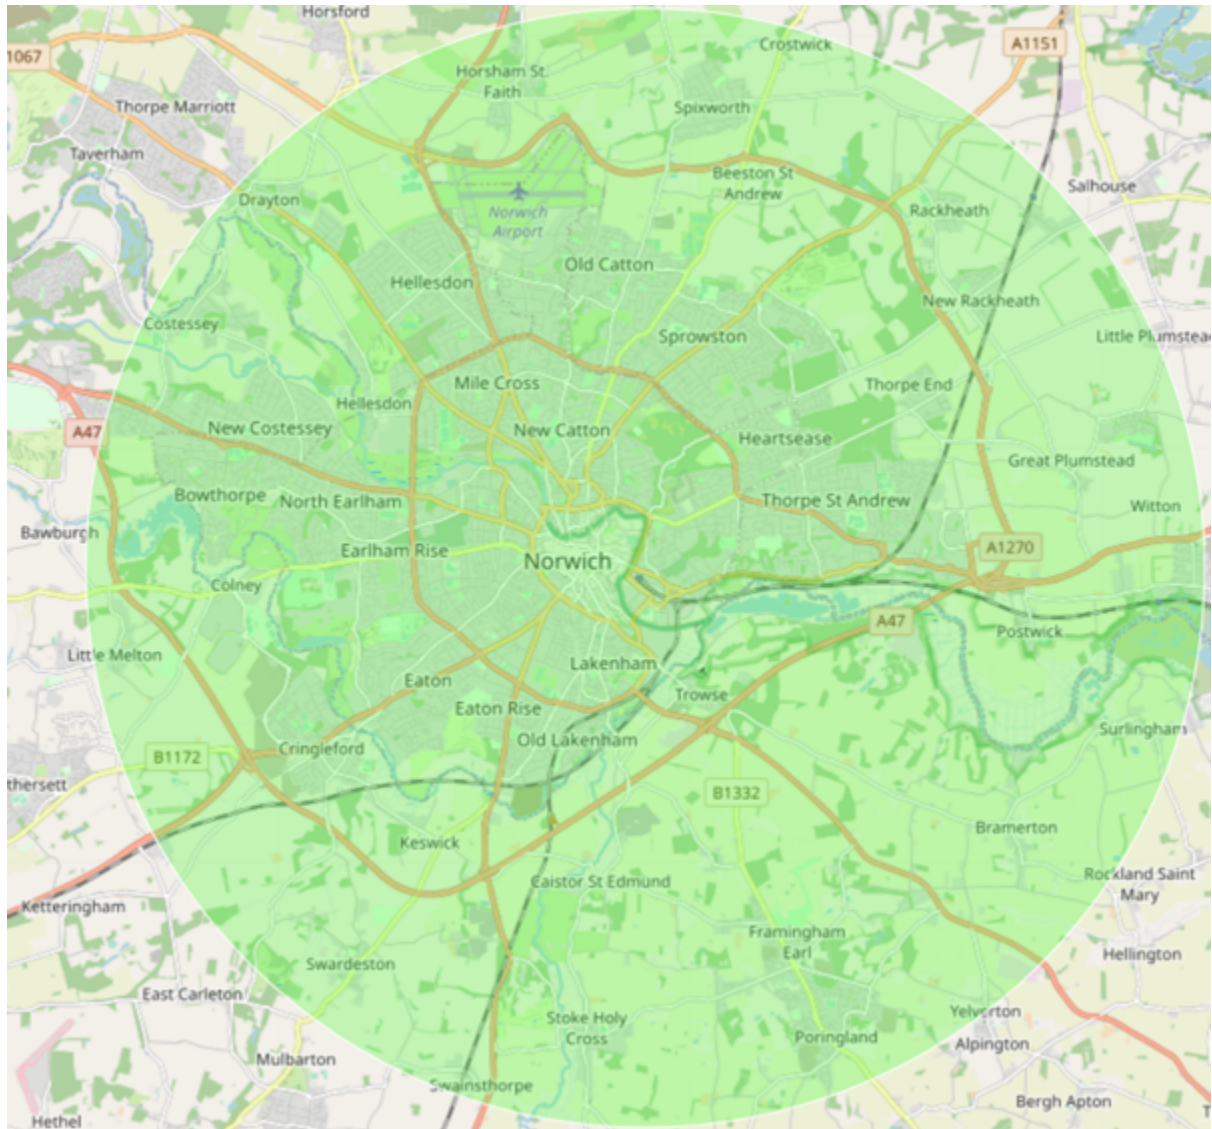 Horsford
Crostwick
A1151
1067
Horsham St.
Faith
Thorpe Marriott
Spixworth
Taverham
Beeston St
Andrew
Salhouse
Drayton
Norwich
Airport
Rackheath
Old Catton
Hellesdon
New Rackheath
Costessey
Sprowston
Little Plumstea
Mile Cross
Thorpe End
Hellesdon
New Costessey
A47
New Catton
Heartsease
Great Plumstead
Bowthorpe
North Earlham
Thorpe St Andrew
Witton
Bawburgh
Earlham Rise
Norwich
A1270
Colney
A47
Postwick
Little Melton
Lakenham
Eaton
Trowse
Eaton Rise
Surlingham
Old Lakenham
Cringleford
B1172
thersett
B1332
Bramerton
Keswick
Caistor St Edmund
Rockland Saint
Mary
Ketteringham
Framingham
Earl
Hellington
Swardeston
East Carleton
Yelverton
Stoke Holy
Cross
Poringland
Alpington
Mulbarton
Swainsthorpe
Bergh Apton
T
Hethel